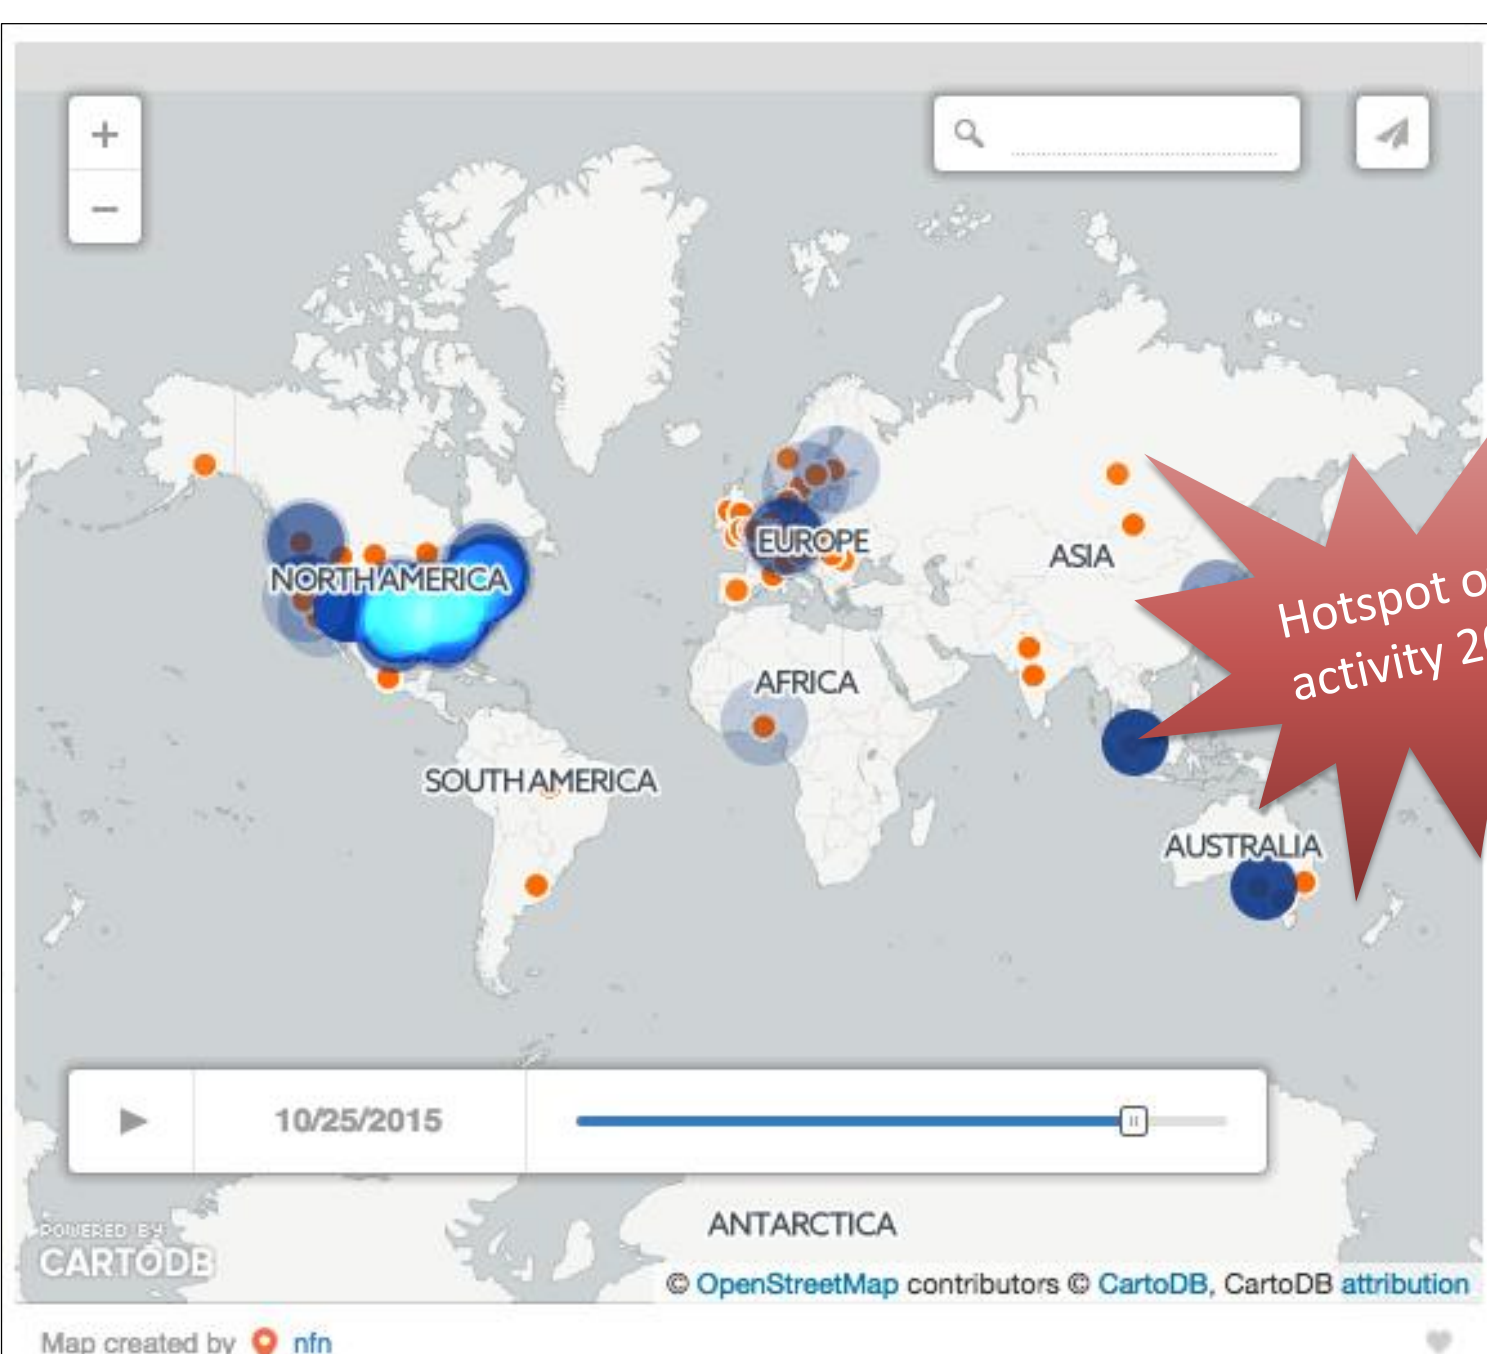 +
−
NORTH AMERICA
EUROPE
ASIA
AFRICA
SOUTH AMERICA
AUSTRALIA
Hotspot o
activity 20
10/25/2015
ANTARCTICA
POWERED BY
CARTODB
© OpenStreetMap contributors © CartoDB, CartoDB attribution
Map created by nfn